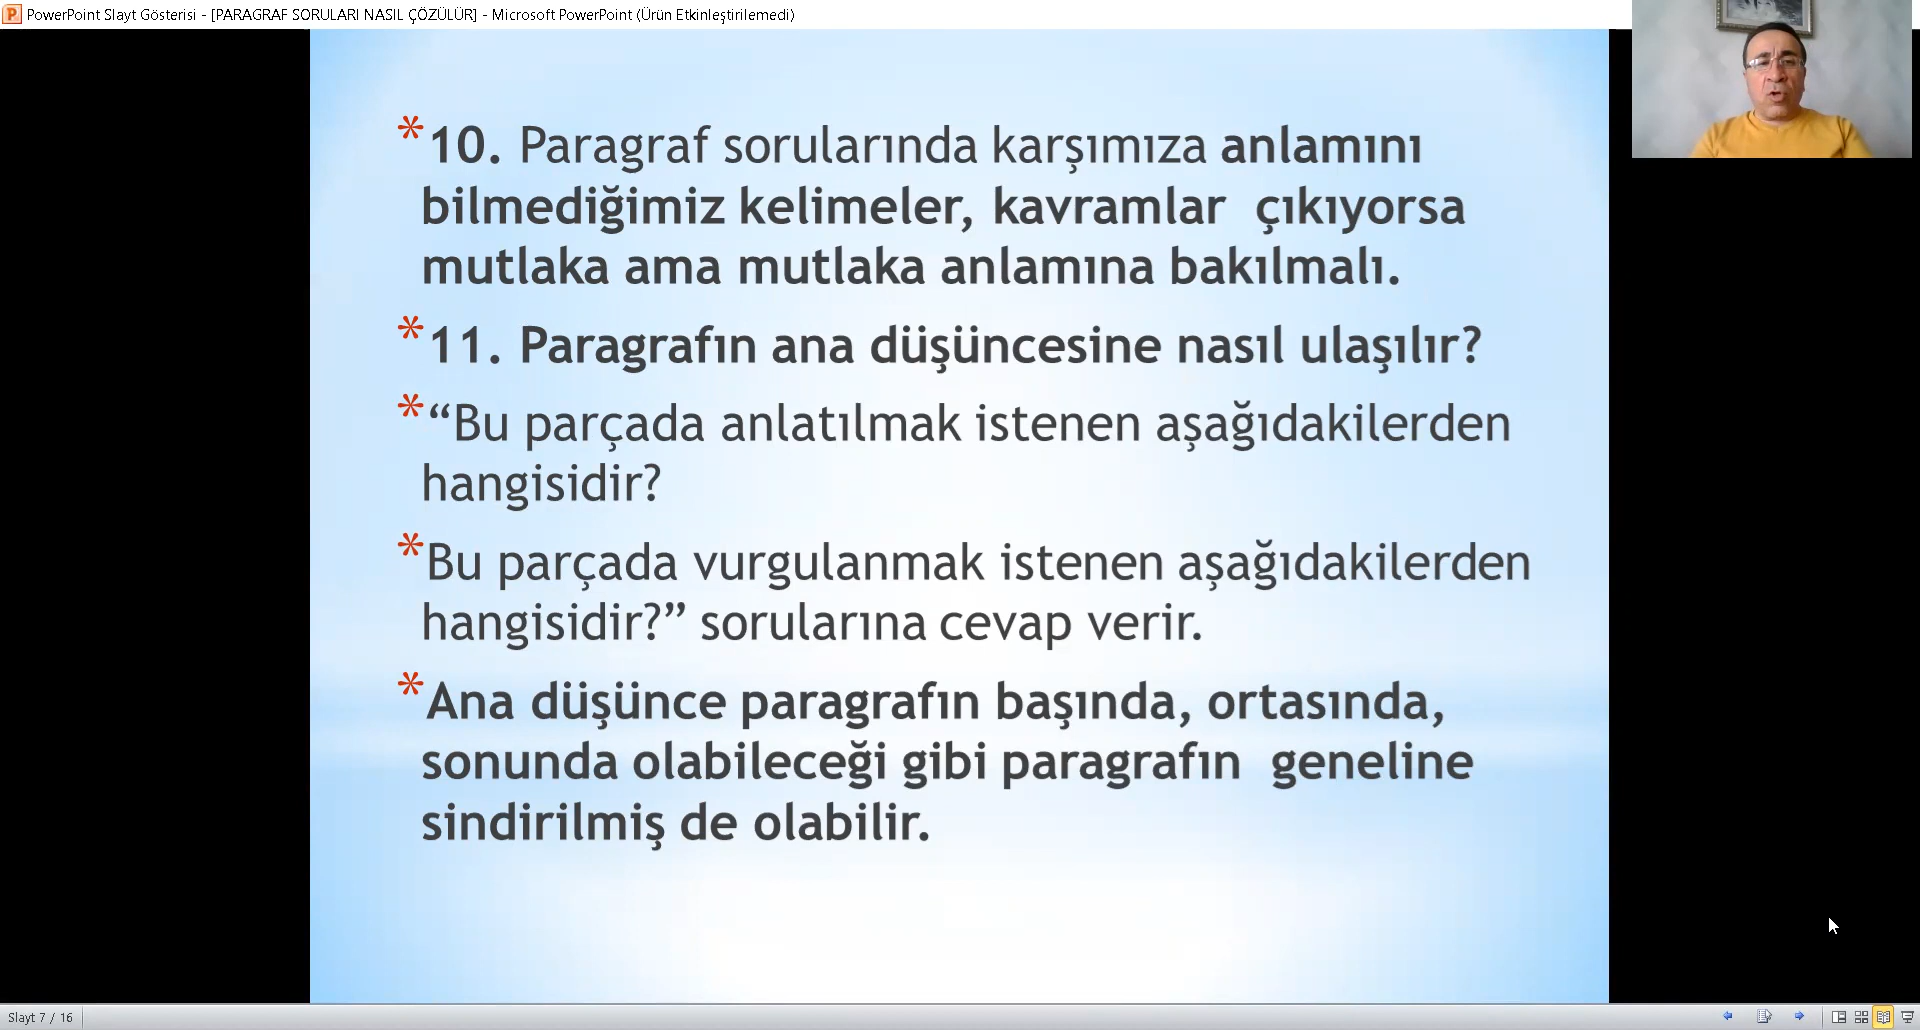 PowerPoint Slayt Gösterisi - [PARAGRAF SORULARI NASIL ÇÖZÜLÜR] - Microsoft PowerPoint (Ürün Etkinleştirilemedi)
*10. Paragraf sorularında karşımıza anlamını
bilmediğimiz kelimeler, kavramlar çıkıyorsa
mutlaka ama mutlaka anlamına bakılmalı.
*11. Paragrafın ana düşüncesine nasıl ulaşılır?
*“Bu parçada anlatılmak istenen aşağıdakilerden
hangisidir?
*Bu parçada vurgulanmak istenen aşağıdakilerden
hangisidir?” sorularına cevap verir.
*Ana düşünce paragrafın başında, ortasında,
sonunda olabileceği gibi paragrafın geneline
sindirilmiş de olabilir.
Slayt 7 / 16